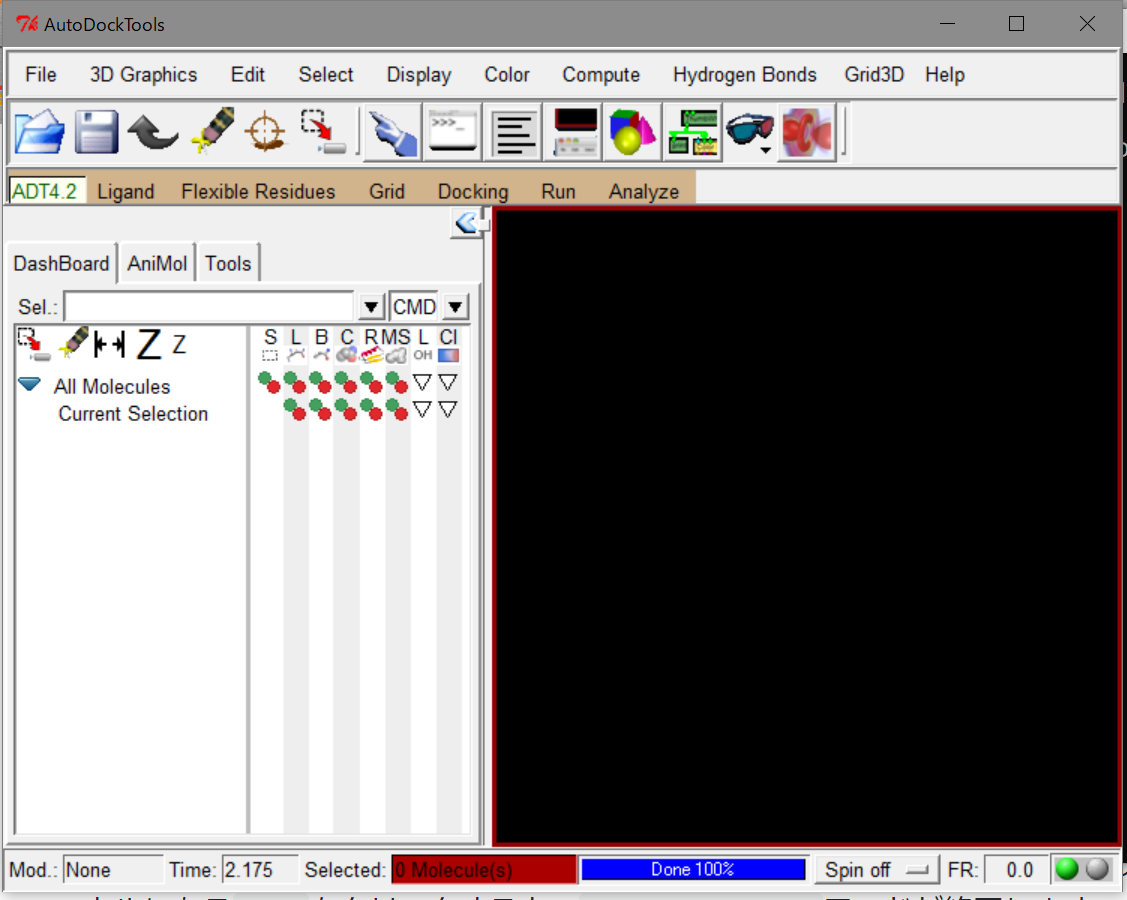 AutoDockTools
File 3D Graphics Edit Select Display Color Compute Hydrogen Bonds Grid3D Help
>>>_
ADT4.2 Ligand Flexible Residues Grid Docking Run Analyze
DashBoard AniMol Tools
Sel.: CMD
Z Z S L B C R MS L Cl
OH
All Molecules
Current Selection
Mod.: None Time: 2.175 Selected: 0 Molecule(s) Done 100% Spin off FR: 0.0